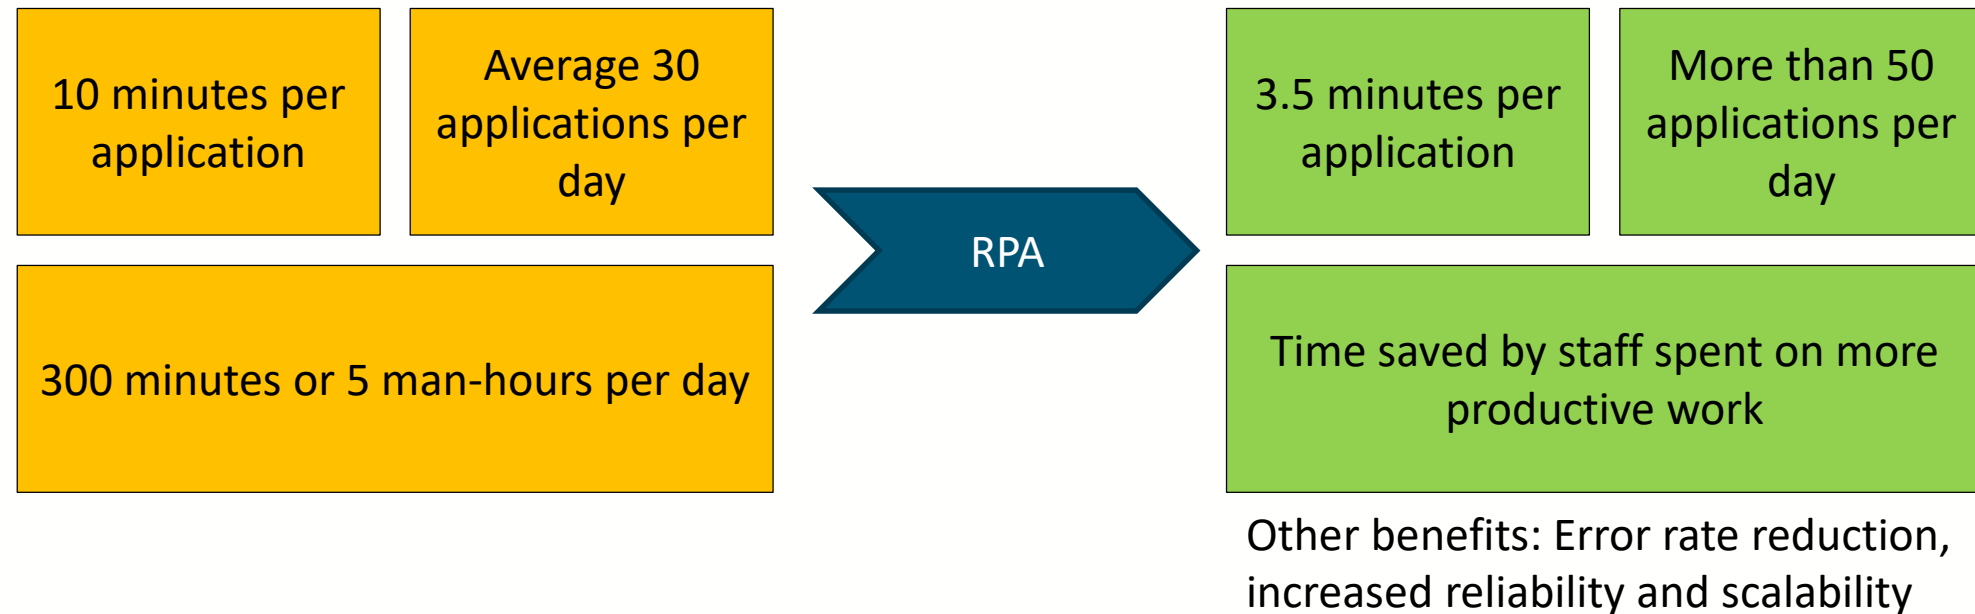 10 minutes per
application
Average 30
applications per
day
300 minutes or 5 man-hours per day
RPA
3.5 minutes per
application
More than 50
applications per
day
Time saved by staff spent on more
productive work
Other benefits: Error rate reduction,
increased reliability and scalability